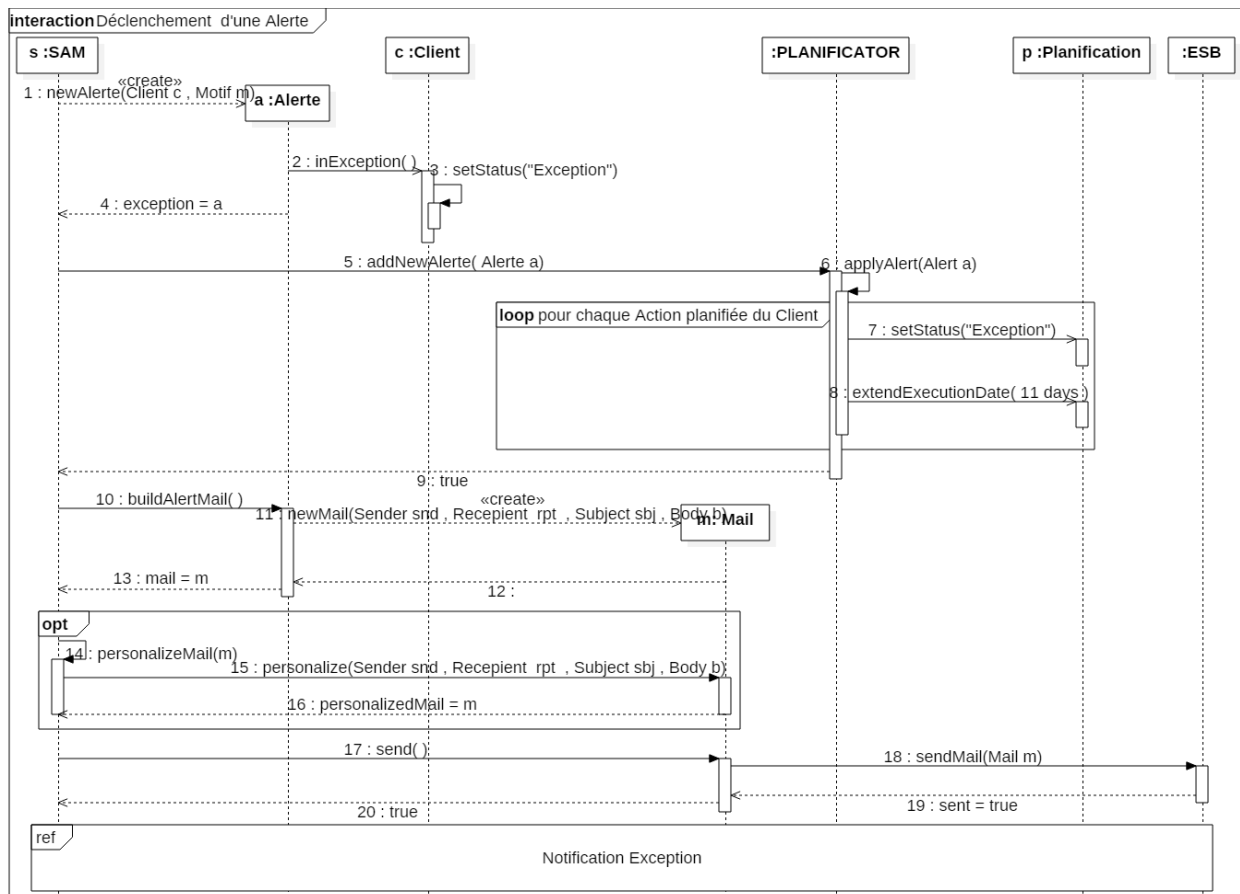 interaction Déclenchement d'une Alerte
s :SAM
c :Client
:PLANIFICATOR
p :Planification
:ESB
«create»
1 : newAlerte(Client c , Motif m)
a :Alerte
2 : inException( )
3 : setStatus("Exception")
4 : exception = a
5 : addNewAlerte( Alerte a)
6 : applyAlert(Alert a)
loop pour chaque Action planifiée du Client
7 : setStatus("Exception")
8 : extendExecutionDate( 11 days )
9 : true
10 : buildAlertMail( )
«create»
11 : newMail(Sender snd , Recepient rpt , Subject sbj , Body b)
m: Mail
12 :
13 : mail = m
opt
14 : personalizeMail(m)
15 : personalize(Sender snd , Recepient rpt , Subject sbj , Body b)
16 : personalizedMail = m
17 : send( )
18 : sendMail(Mail m)
19 : sent = true
20 : true
ref
Notification Exception